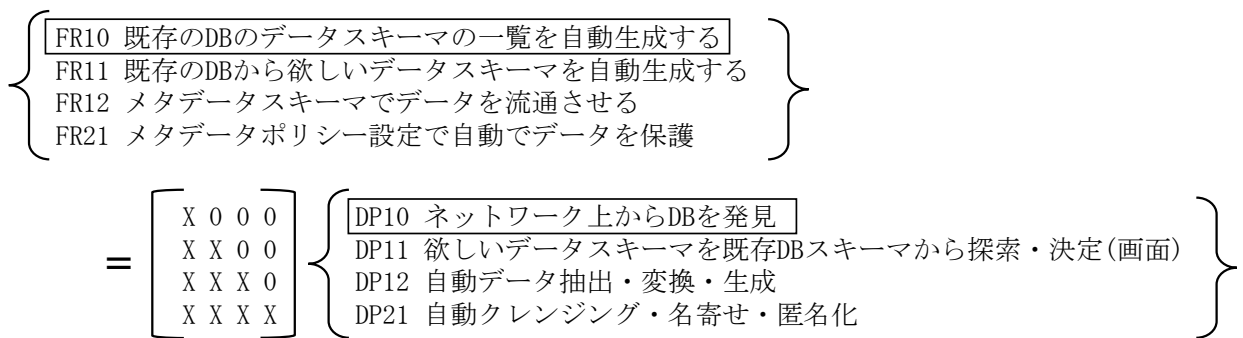 FR10 既存のDBのデータスキーマの一覧を自動生成する
FR11 既存のDBから欲しいデータスキーマを自動生成する
FR12 メタデータスキーマでデータを流通させる
FR21 メタデータポリシー設定で自動でデータを保護
=
X 0 0 0
X X 0 0
X X X 0
X X X X
DP10 ネットワーク上からDBを発見
DP11 欲しいデータスキーマを既存DBスキーマから探索・決定(画面)
DP12 自動データ抽出・変換・生成
DP21 自動クレンジング・名寄せ・匿名化